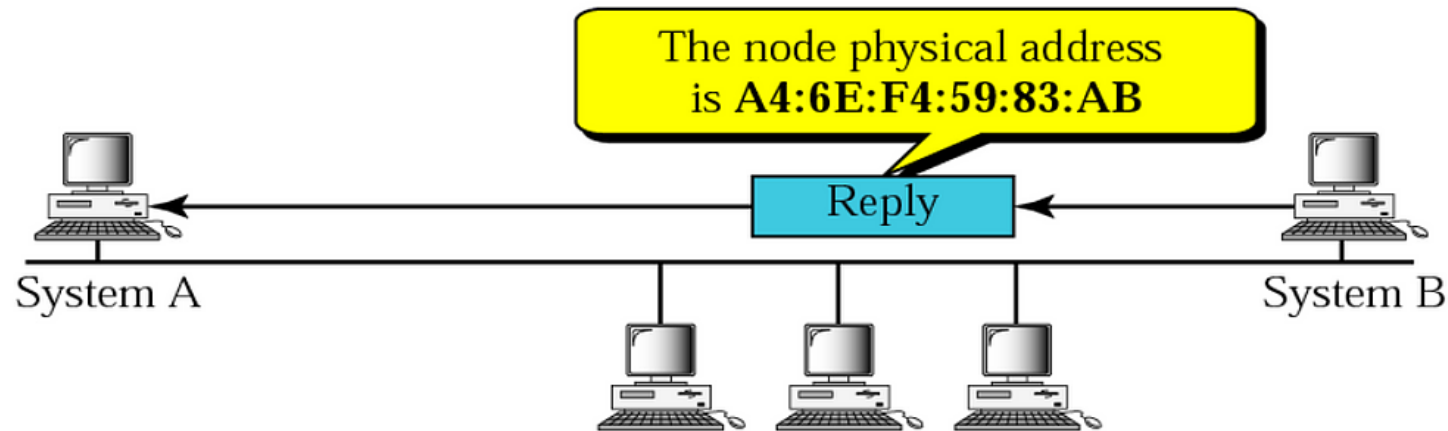 The node physical address
is A4:6E:F4:59:83:AB
Reply
System A
System B